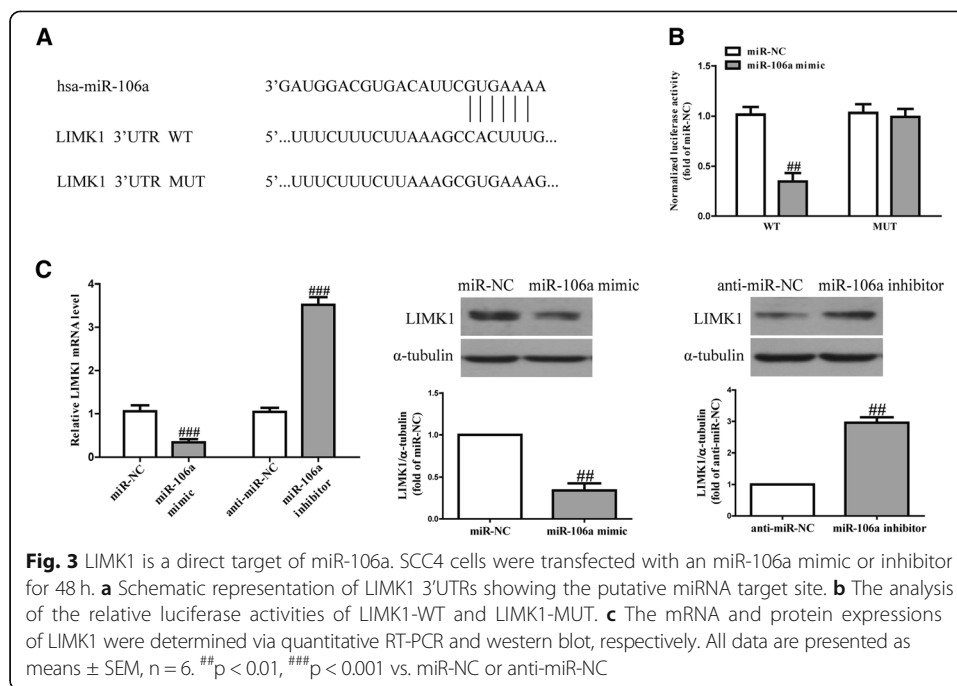 A
hsa-miR-106a 3'GAUGGACGUGACAUUCGUGAAAA
LIMK1 3'UTR WT 5'...UUUCUUUCUUAAAGCCACUUUG...
LIMK1 3'UTR MUT 5'...UUUCUUUCUUAAAGCGUGAAAG...
B
miR-NC
miR-106a mimic
Normalized luciferase activity
(fold of miR-NC)
1.5
1.0
0.5
0.0
##
WT MUT
C
Relative LIMK1 mRNA level
4
3
2
1
0
###
###
miR-NC
miR-106a
mimic
anti-miR-NC
miR-106a
inhibitor
miR-NC miR-106a mimic
LIMK1
α-tubulin
LIMK1/α-tubulin
(fold of miR-NC)
1.5
1.0
0.5
0.0
##
miR-NC miR-106a mimic
anti-miR-NC miR-106a inhibitor
LIMK1
α-tubulin
LIMK1/α-tubulin
(fold of anti-miR-NC)
4
3
2
1
0
##
anti-miR-NC miR-106a inhibitor
Fig. 3 LIMK1 is a direct target of miR-106a. SCC4 cells were transfected with an miR-106a mimic or inhibitor
for 48 h. a Schematic representation of LIMK1 3'UTRs showing the putative miRNA target site. b The analysis
of the relative luciferase activities of LIMK1-WT and LIMK1-MUT. c The mRNA and protein expressions
of LIMK1 were determined via quantitative RT-PCR and western blot, respectively. All data are presented as
means ± SEM, n = 6. ##p < 0.01, ###p < 0.001 vs. miR-NC or anti-miR-NC